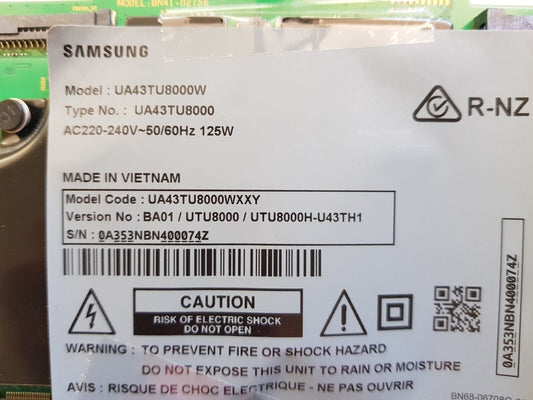 MODEL:BN41-02756
SAMSUNG
Model : UA43TU8000W
Type No. : UA43TU8000
AC220-240V~50/60Hz 125W
R-NZ
MADE IN VIETNAM
Model Code : UA43TU8000WXXY
Version No : BA01 / UTU8000 / UTU8000H-U43TH1
S/N : 0A353NBN400074Z
0A353NBN400074Z
CAUTION
RISK OF ELECTRIC SHOCK
DO NOT OPEN
WARNING : TO PREVENT FIRE OR SHOCK HAZARD
DO NOT EXPOSE THIS UNIT TO RAIN OR MOISTURE
AVIS : RISQUE DE CHOC ELECTRIQUE - NE PAS OUVRIR